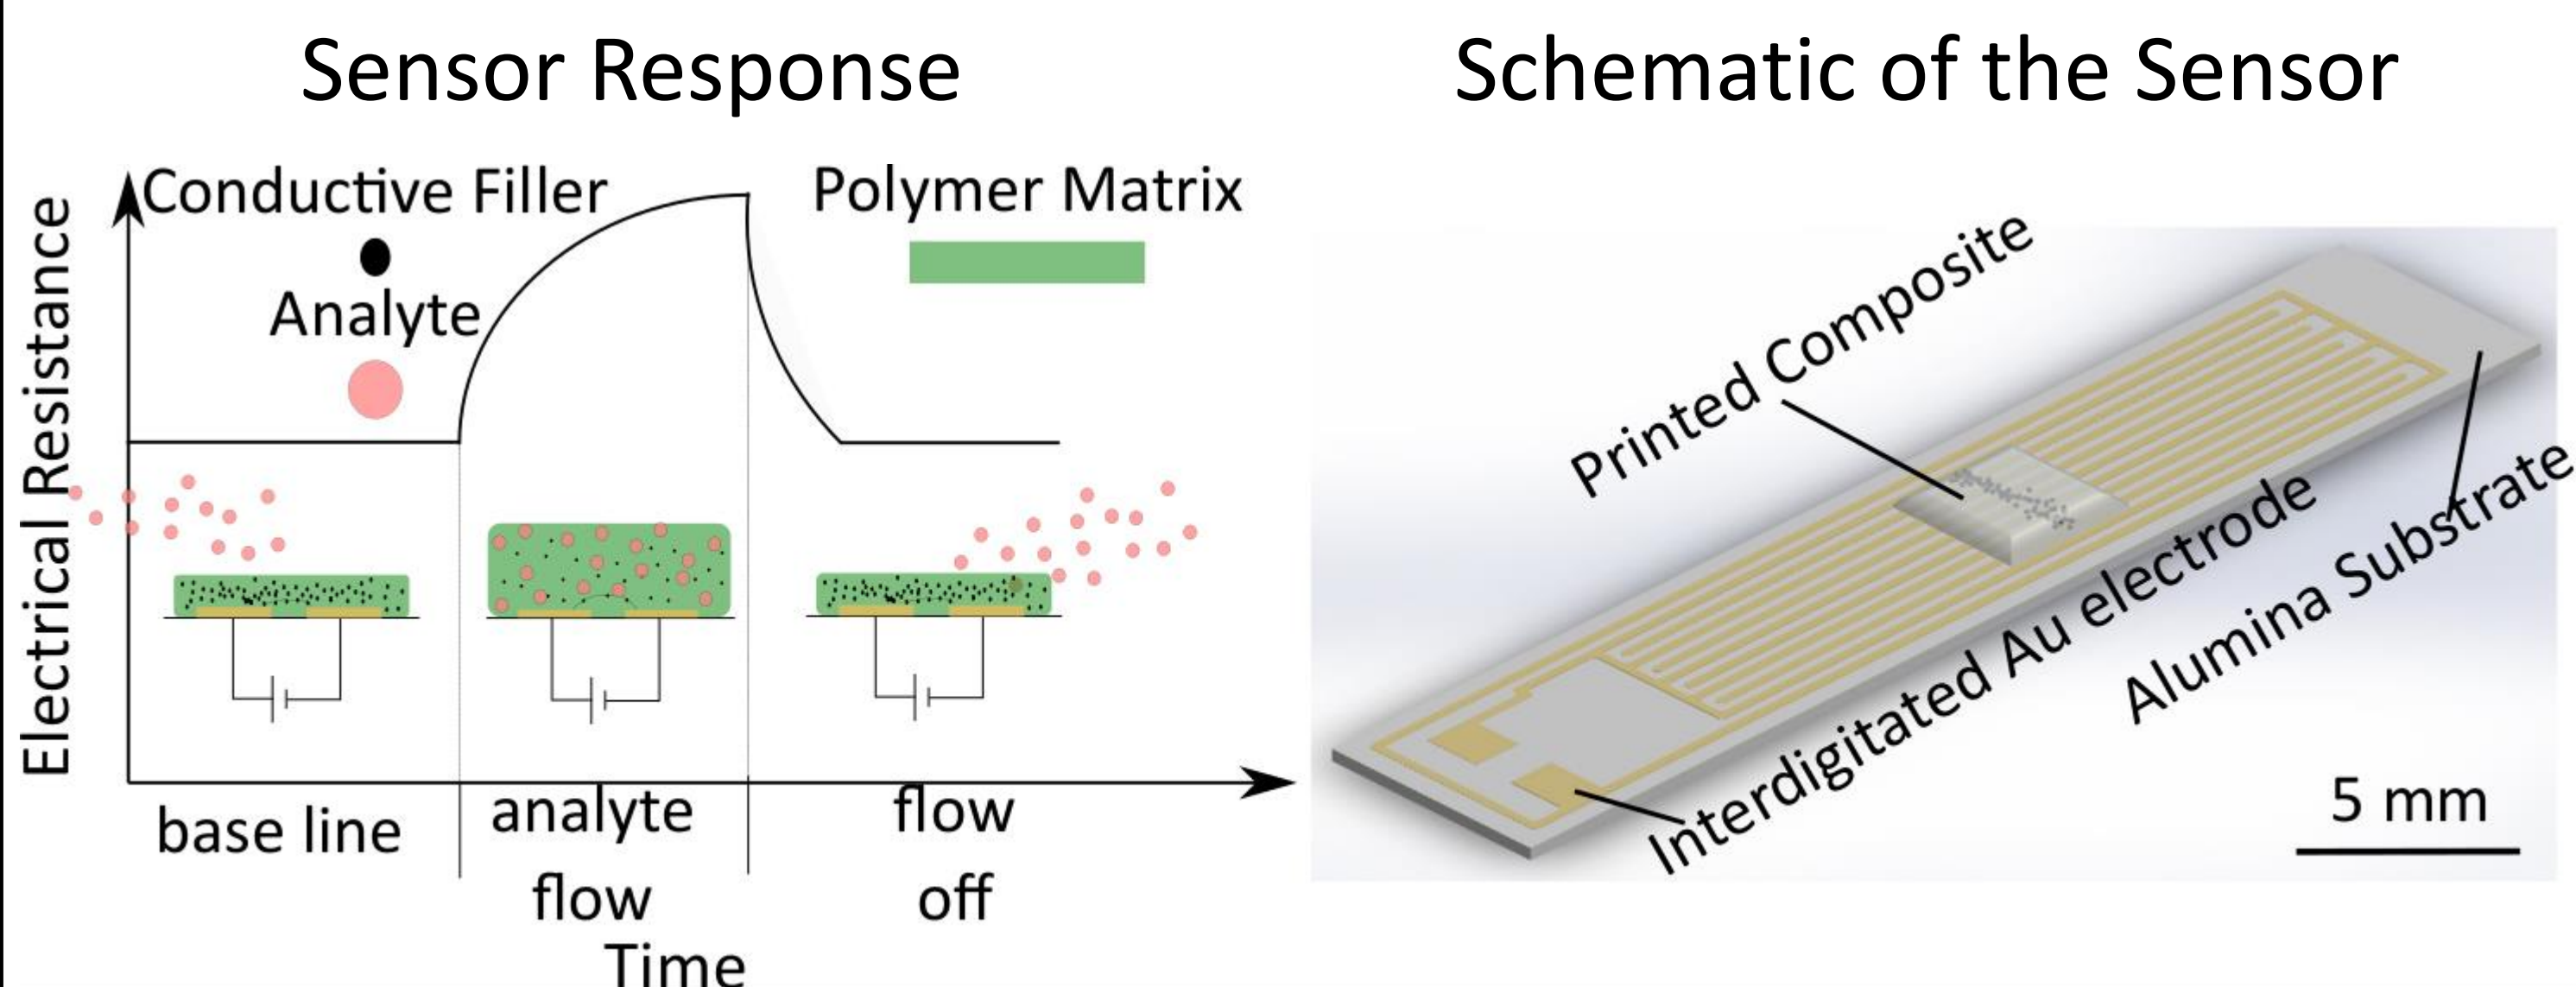 Sensor Response
Schematic of the Sensor
Conductive Filler
Analyte
Polymer Matrix
Electrical Resistance
base line
analyte
flow
flow
off
Time
Printed Composite
Interdigitated Au electrode
Alumina Substrate
5 mm